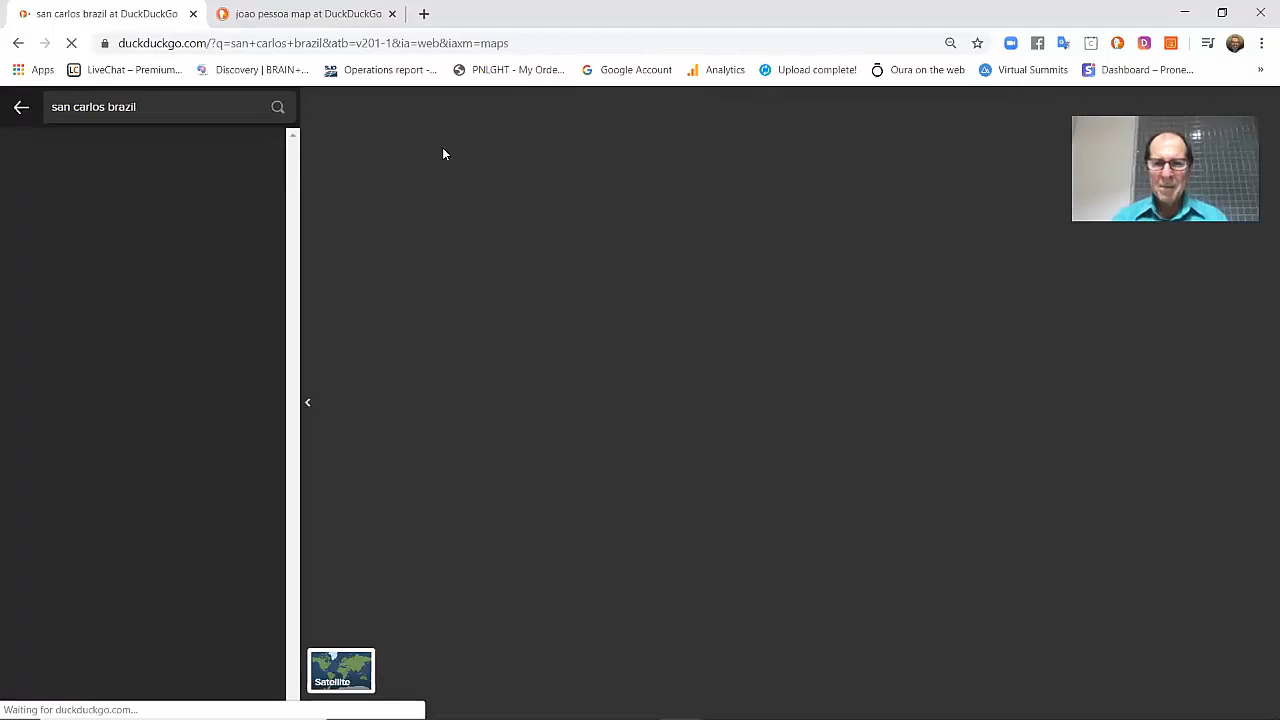 san carlos brazil at DuckDuckGo
joao pessoa map at DuckDuckGo
duckduckgo.com/?q=san+carlos+brazil&atb=v201-1&ia=web&iaxm=maps
Apps
LiveChat – Premium...
Discovery | BRAIN+...
Operations report -...
PNLGHT - My Orde...
Google Account
Analytics
Upload complete!
Oura on the web
Virtual Summits
Dashboard – Prone...
san carlos brazil
Satellite
Waiting for duckduckgo.com...